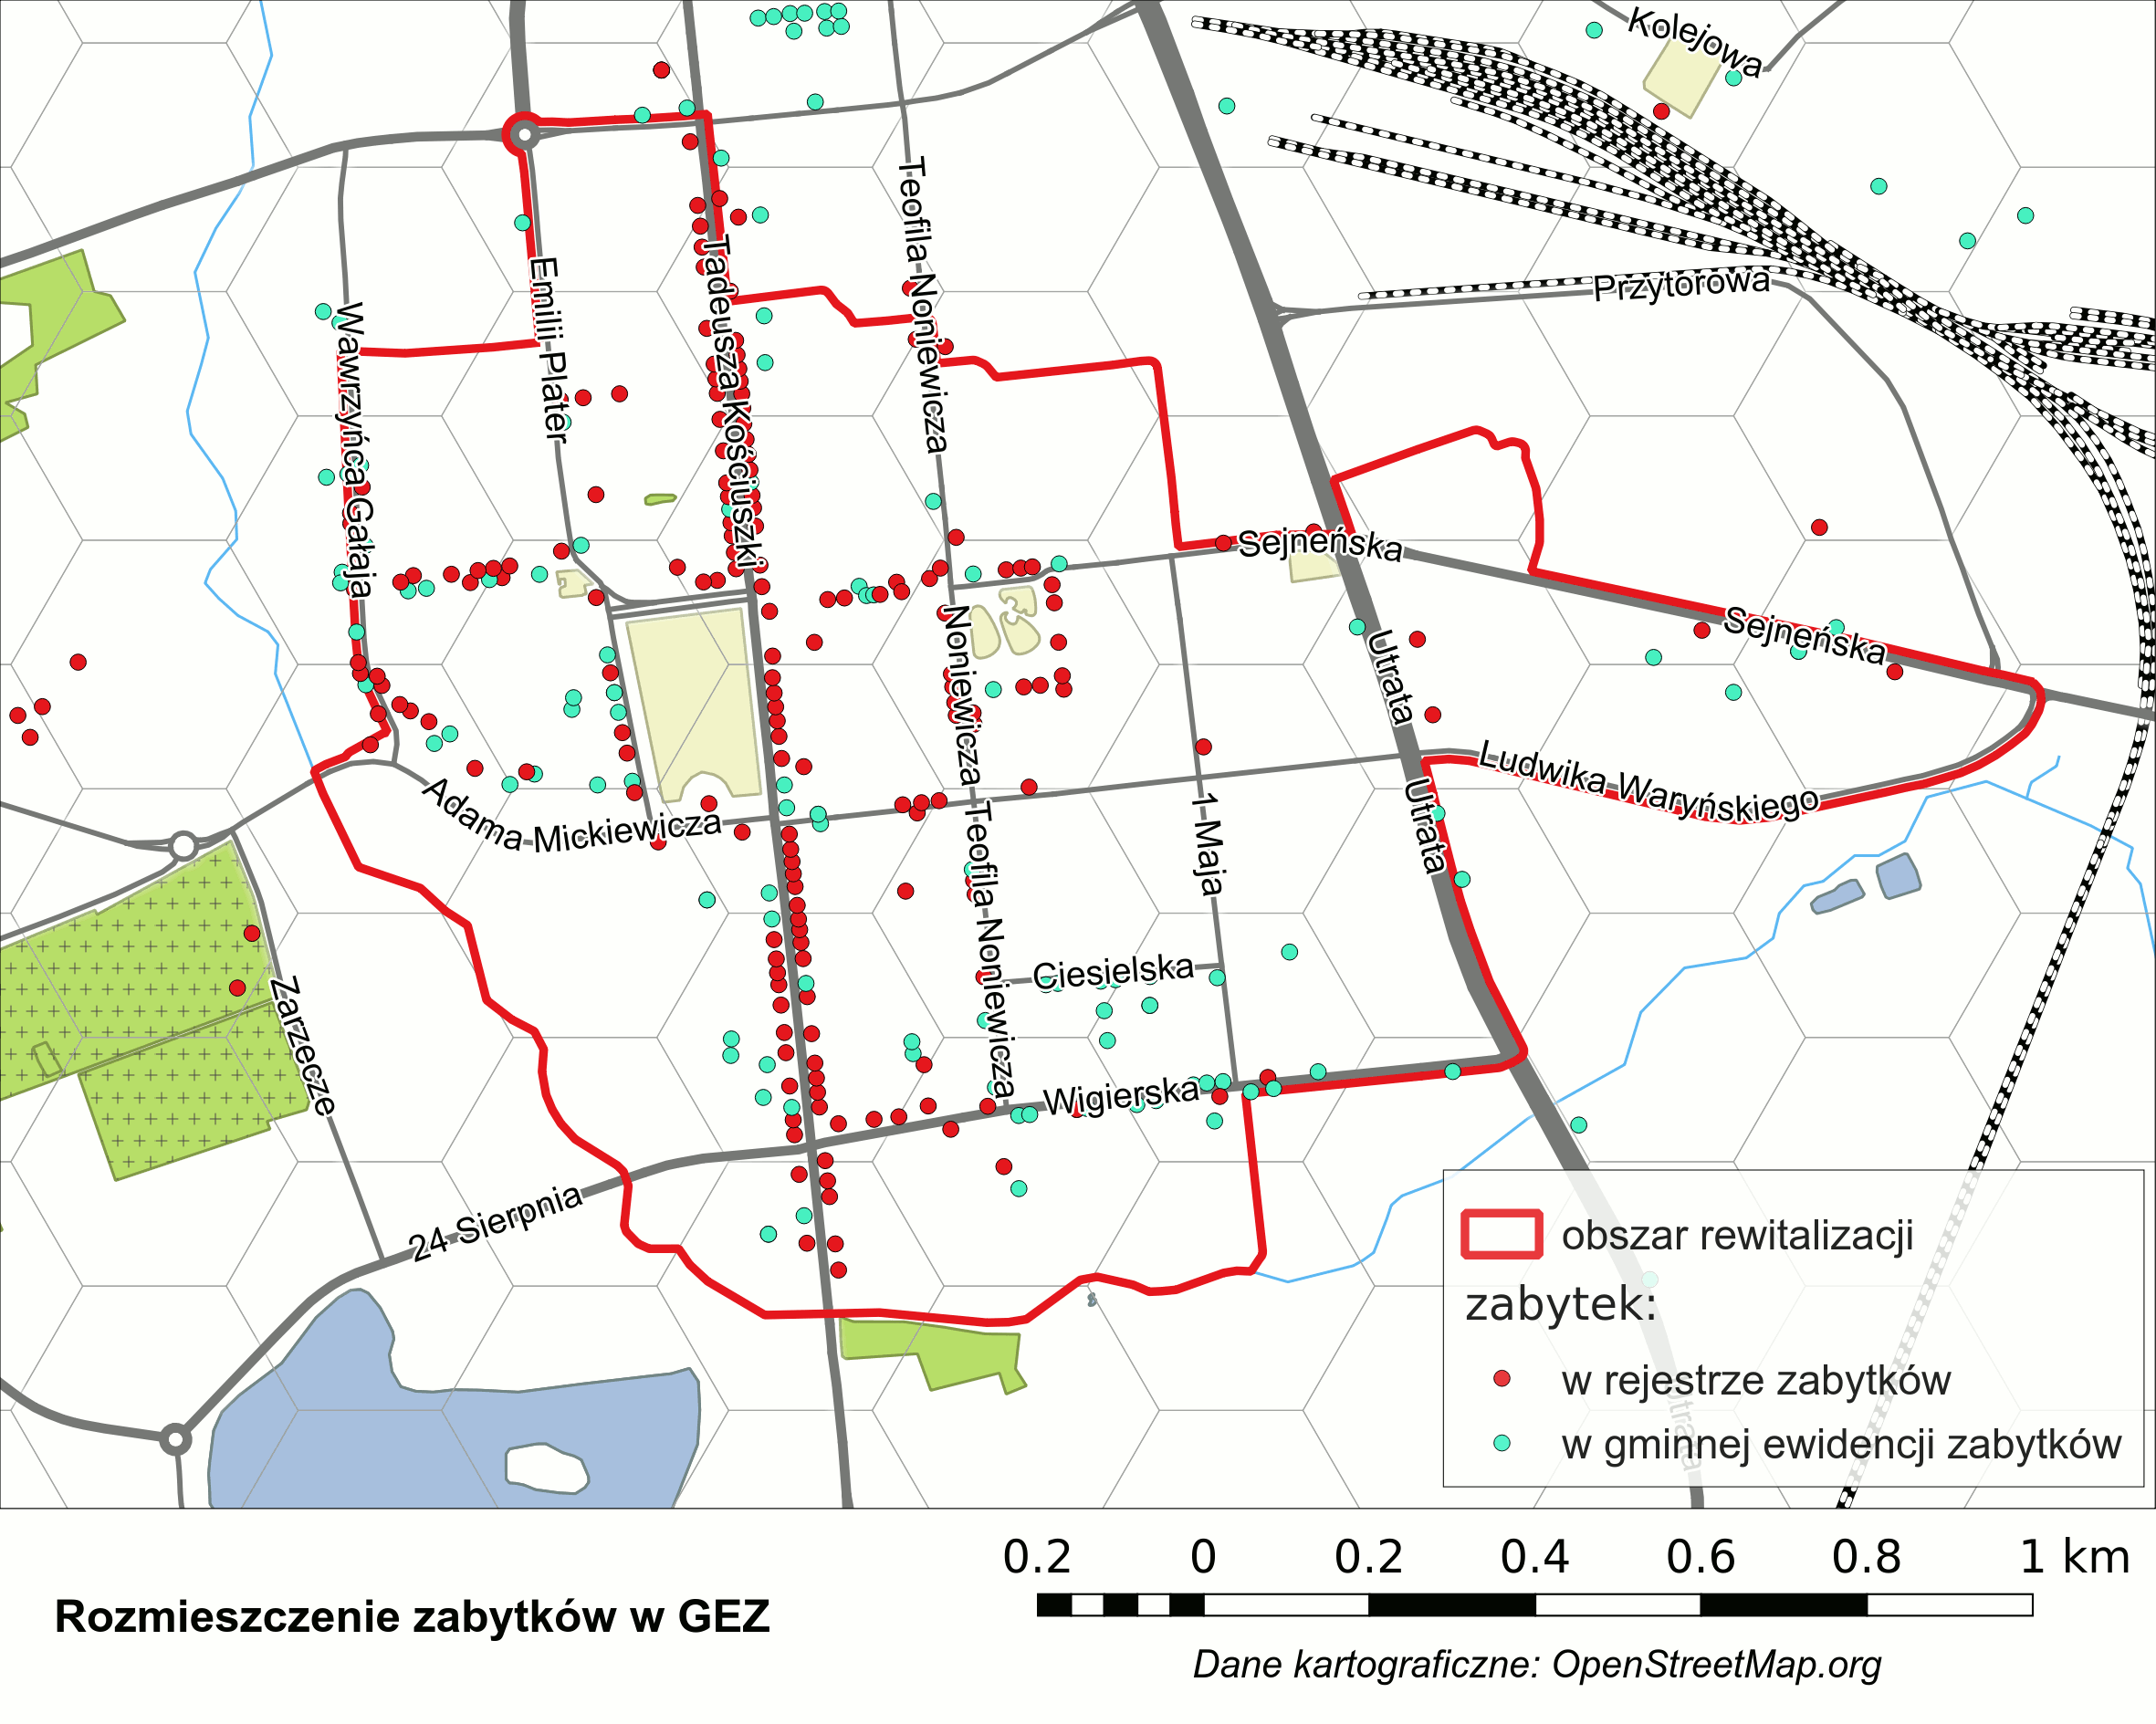 Kolejowa
Teofila Noniewicza
Emilii Plater
Tadeusza Kościuszki
Przytorowa
Wawrzyńca Gałaja
Sejneńska
Sejneńska
Noniewicza
Utrata
Ludwika Waryńskiego
Utrata
Adama Mickiewicza
1 Maja
Teofila Noniewicza
Ciesielska
Zarzecze
Wigierska
24 Sierpnia
obszar rewitalizacji
zabytek:
w rejestrze zabytków
w gminnej ewidencji zabytków
Utrata
0.2 0 0.2 0.4 0.6 0.8 1 km
Rozmieszczenie zabytków w GEZ
Dane kartograficzne: OpenStreetMap.org